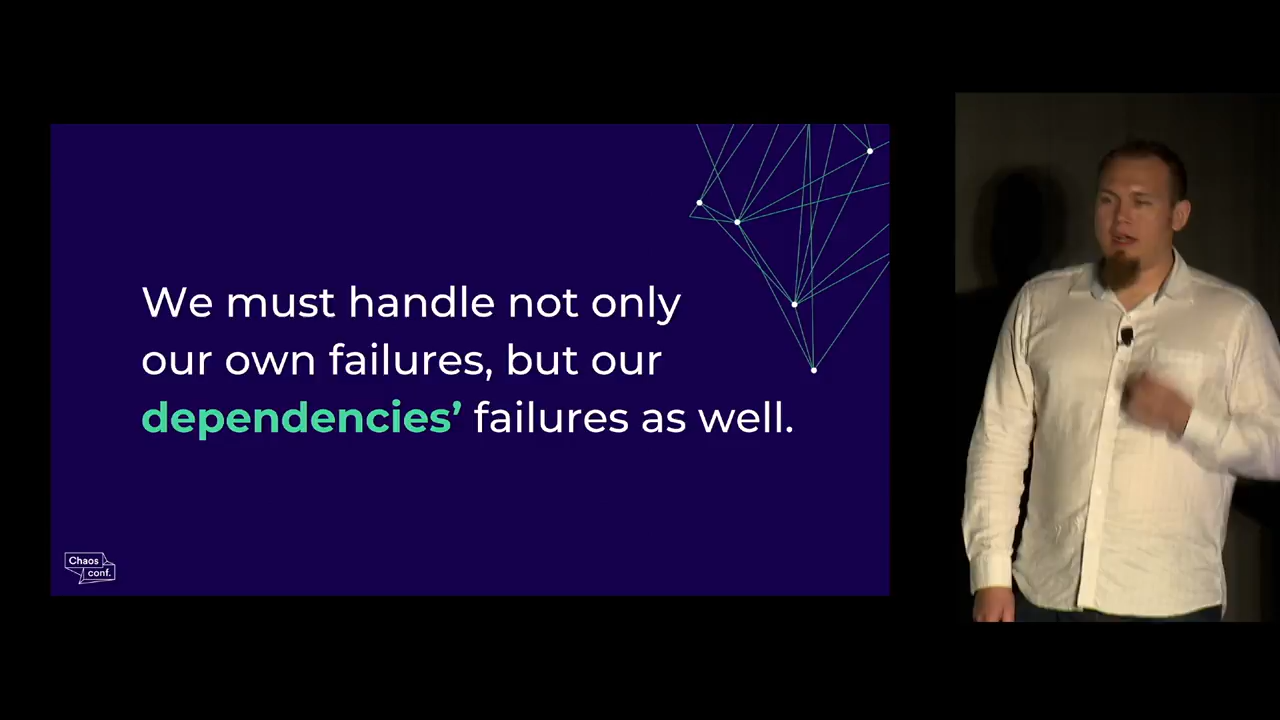 We must handle not only
our own failures, but our
dependencies’ failures as well.
Chaos
conf.